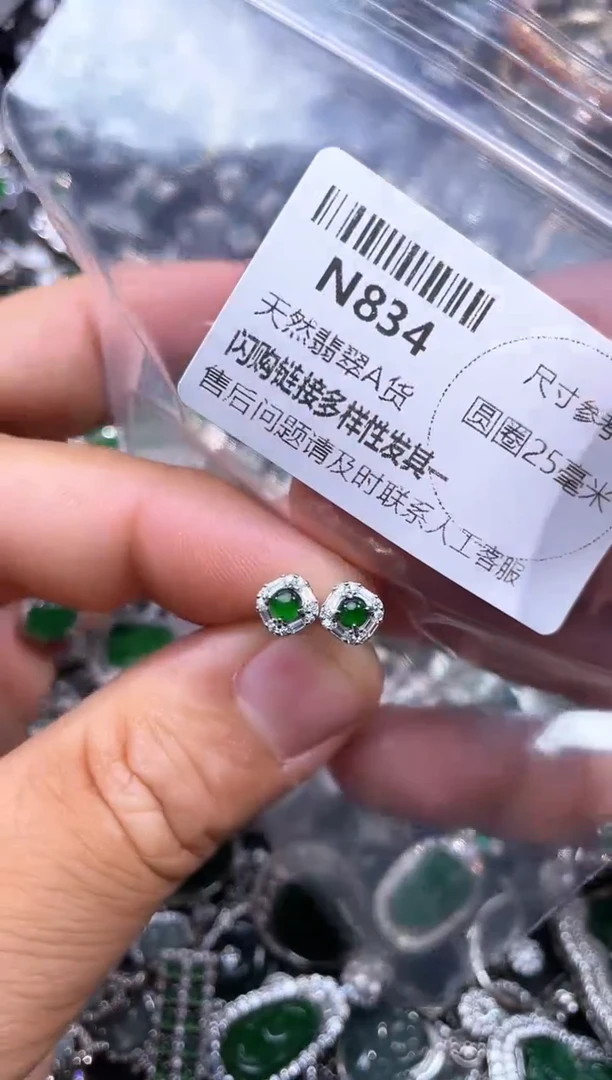 N834
天然翡翠A货
闪购链接多样性发其一
售后问题请及时联系人工客服
尺寸参
圆圈25毫米